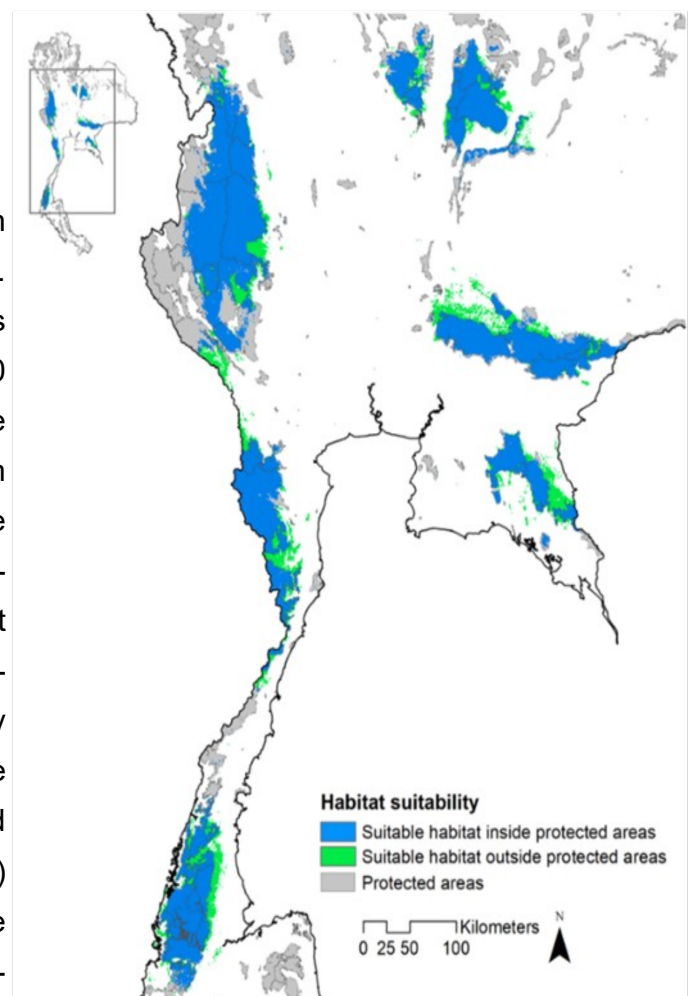 n
-
s
0
e
n
e
-
t
-
y
e
d
)
e
-
Habitat suitability
Suitable habitat inside protected areas
Suitable habitat outside protected areas
Protected areas
Kilometers
0 25 50 100
N